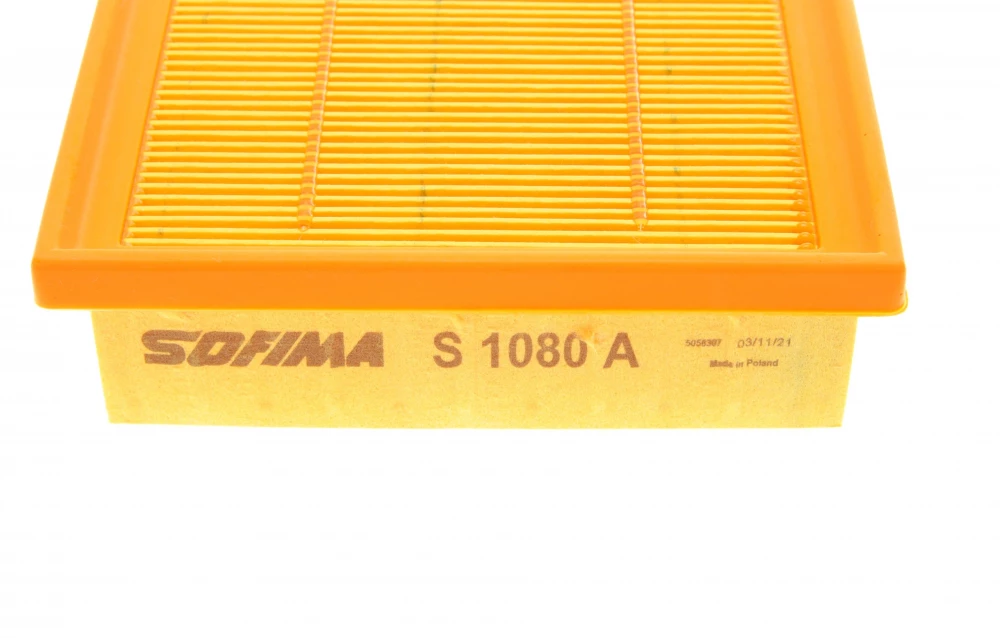 SOFIMA S 1080 A 5058307 03/11/21
Made in Poland